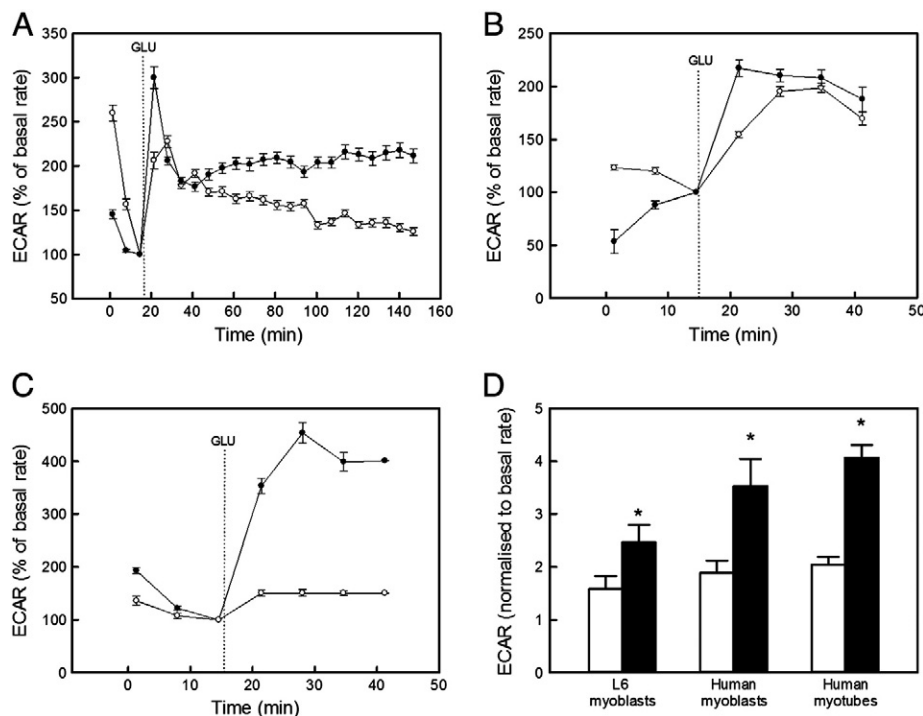 A
350
300
250
200
150
100
50
GLU
ECAR (% of basal rate)
0 20 40 60 80 100 120 140 160
Time (min)
B
250
200
150
100
50
0
GLU
ECAR (% of basal rate)
0 10 20 30 40 50
Time (min)
C
500
400
300
200
100
0
GLU
ECAR (% of basal rate)
0 10 20 30 40 50
Time (min)
D
5
4
3
2
1
0
ECAR (normalised to basal rate)
* * *
L6 Human Human
myoblasts myoblasts myotubes